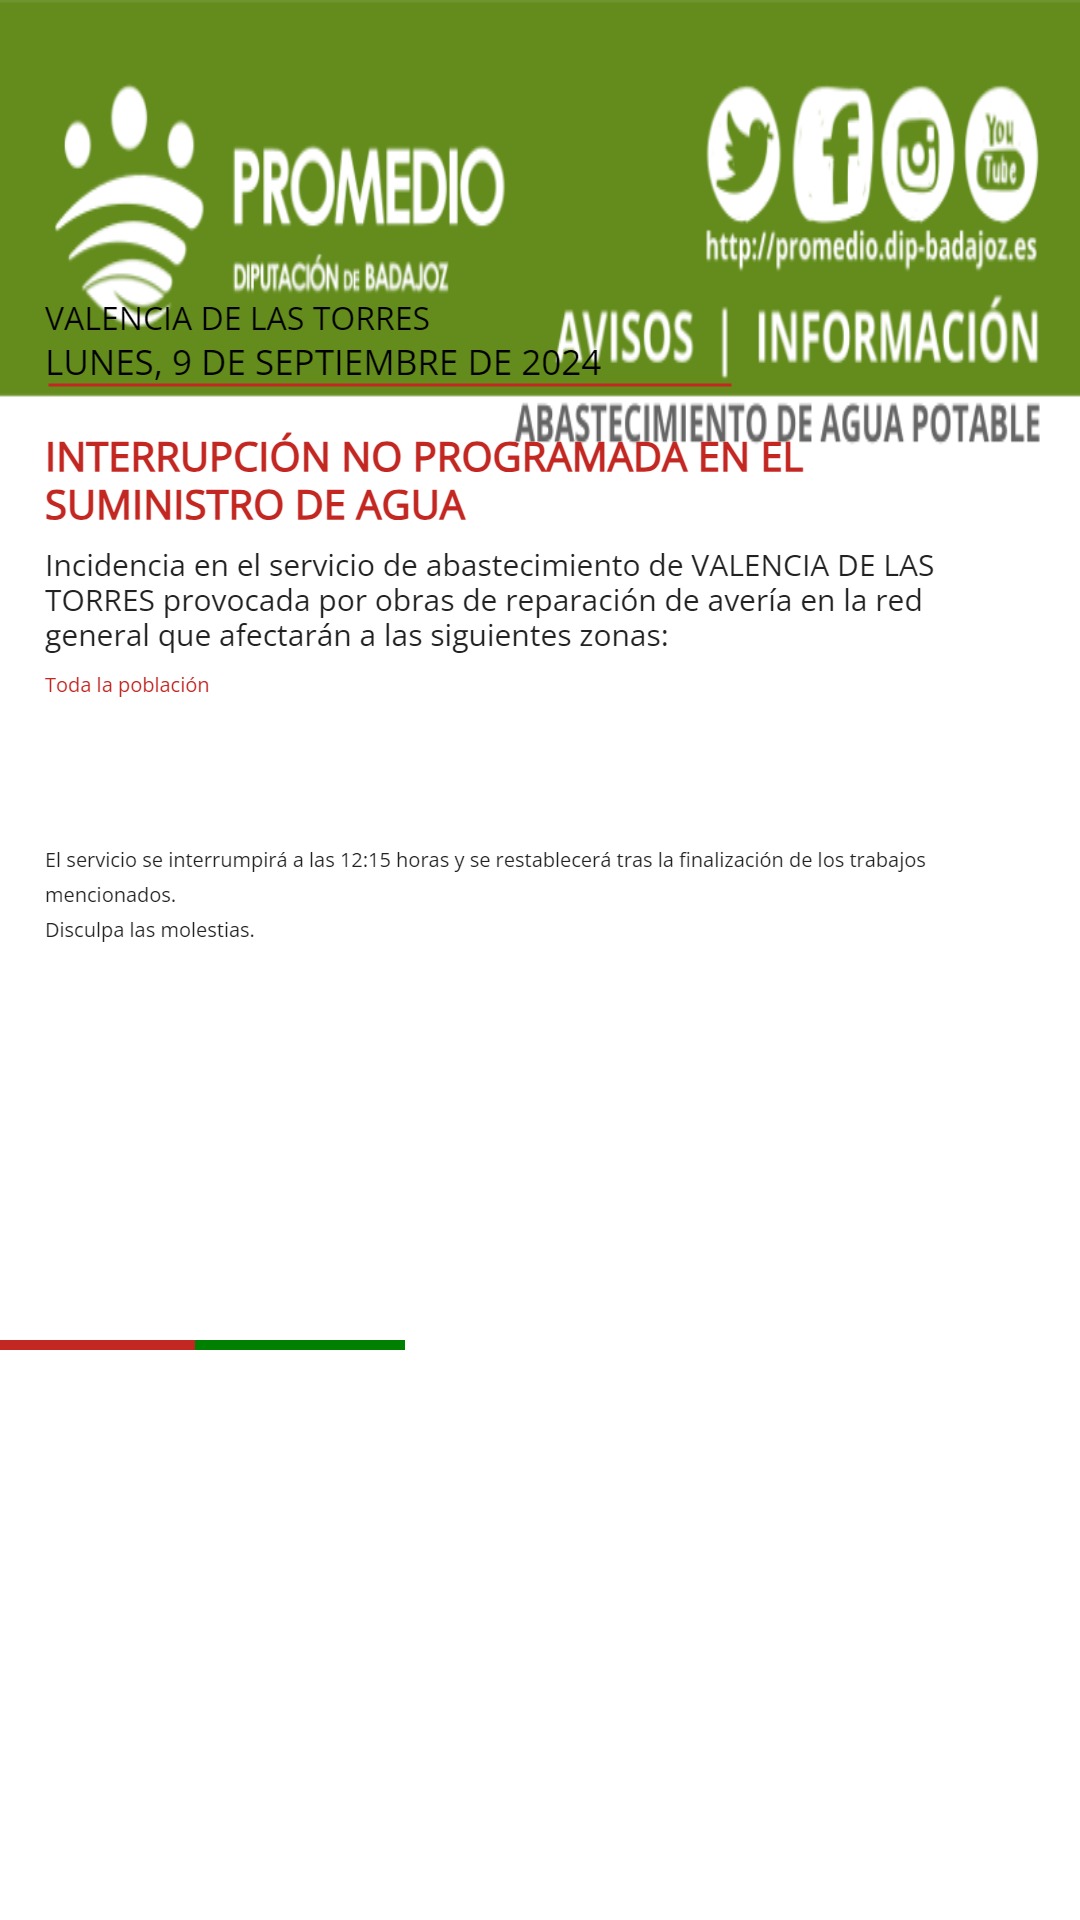 PROMEDIO
DIPUTACIÓN DE BADAJOZ
You
Tube
http://promedio.dip-badajoz.es
AVISOS | INFORMACIÓN
VALENCIA DE LAS TORRES
LUNES, 9 DE SEPTIEMBRE DE 2024
ABASTECIMIENTO DE AGUA POTABLE
INTERRUPCIÓN NO PROGRAMADA EN EL
SUMINISTRO DE AGUA
Incidencia en el servicio de abastecimiento de VALENCIA DE LAS
TORRES provocada por obras de reparación de avería en la red
general que afectarán a las siguientes zonas:
Toda la población
El servicio se interrumpirá a las 12:15 horas y se restablecerá tras la finalización de los trabajos
mencionados.
Disculpa las molestias.